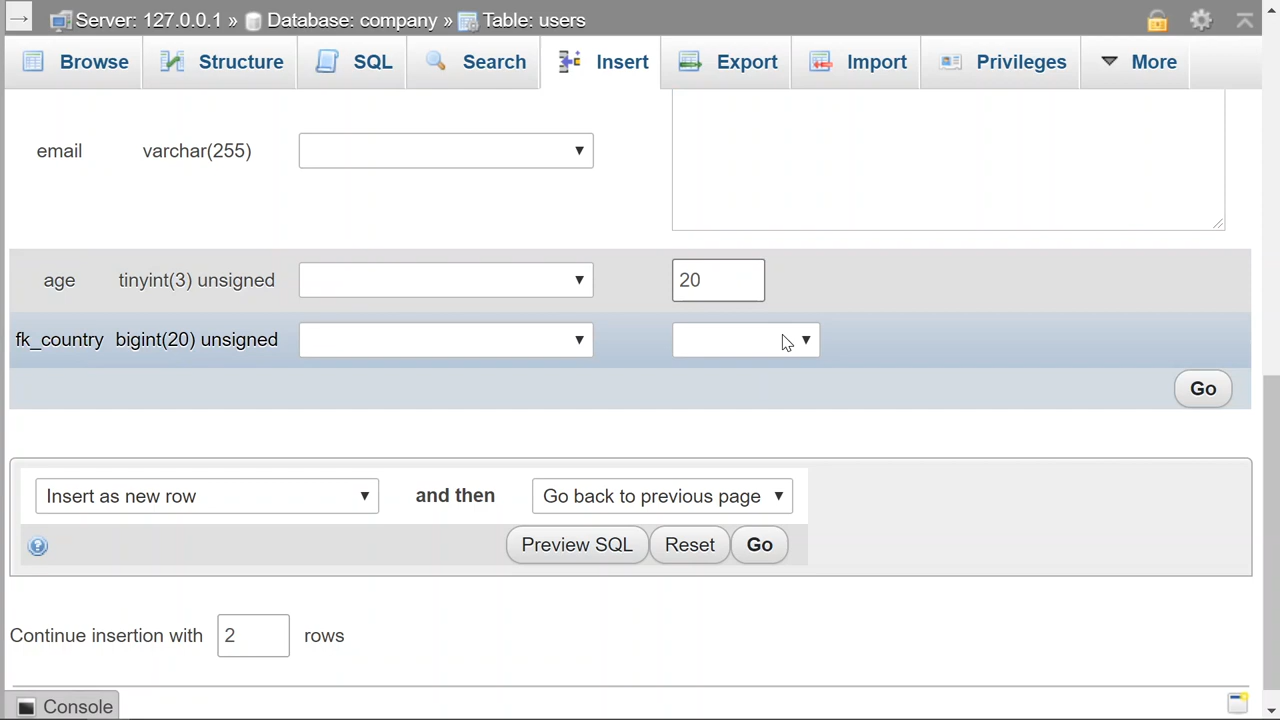 Server: 127.0.0.1 » Database: company » Table: users
Browse Structure SQL Search Insert Export Import Privileges More
email varchar(255)
age tinyint(3) unsigned 20
fk_country bigint(20) unsigned
Go
Insert as new row and then Go back to previous page
Preview SQL Reset Go
Continue insertion with 2 rows
Console